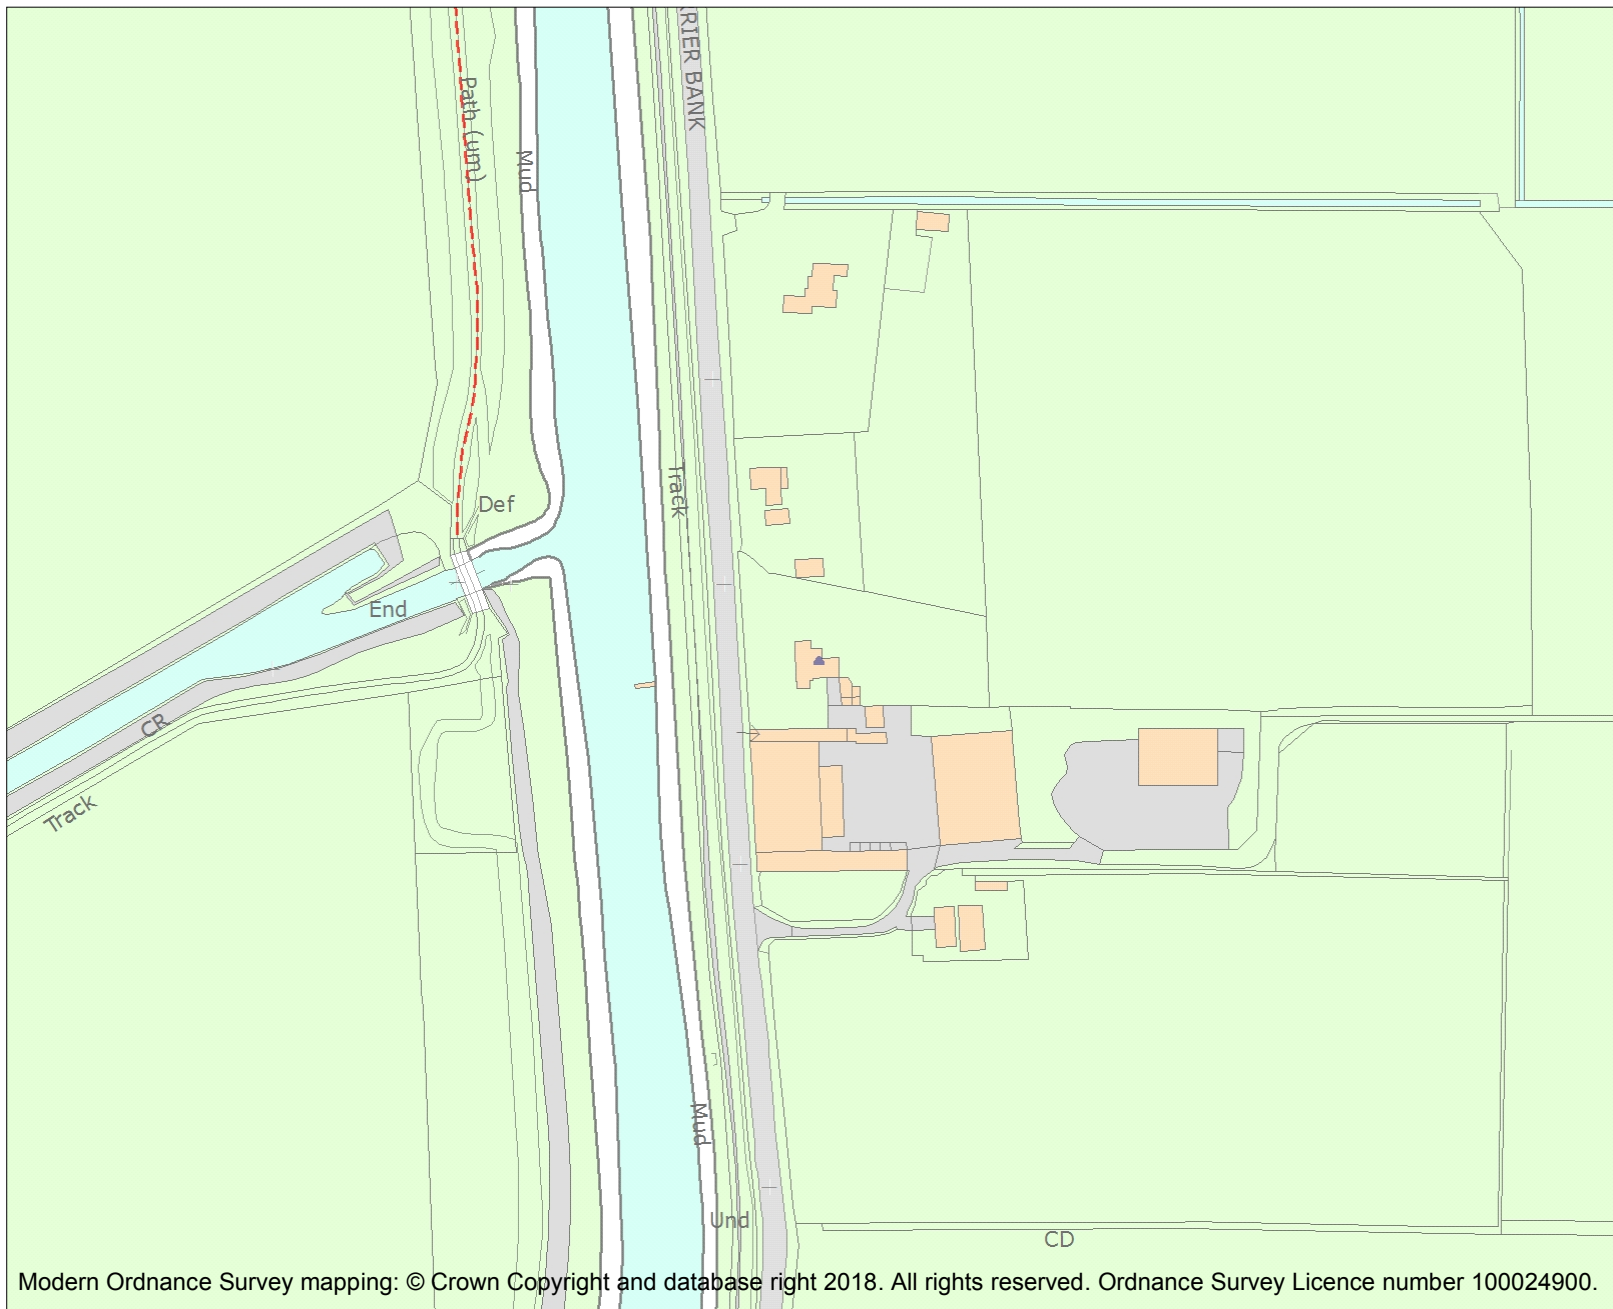 RIER BANK
Path (um)
Mud
Track
Def
End
CR
Track
Mud
Und
CD
Modern Ordnance Survey mapping: © Crown Copyright and database right 2018. All rights reserved. Ordnance Survey Licence number 100024900.